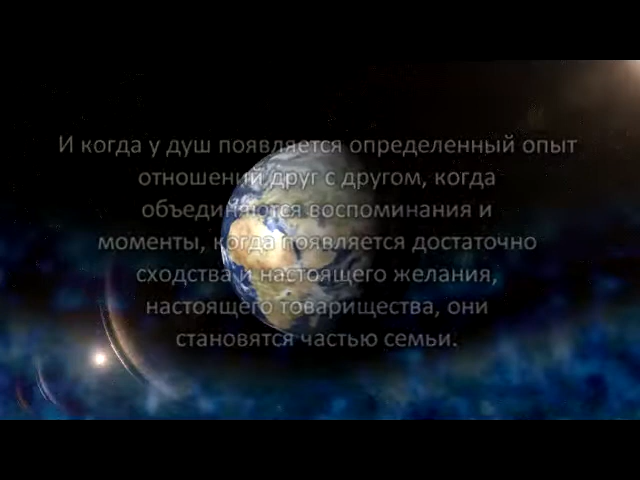 И когда у душ появляется определенный опыт
отношений друг с другом, когда
объединяются воспоминания и
моменты, когда появляется достаточно
сходства и настоящего желания,
настоящего товарищества, они
становятся частью семьи.